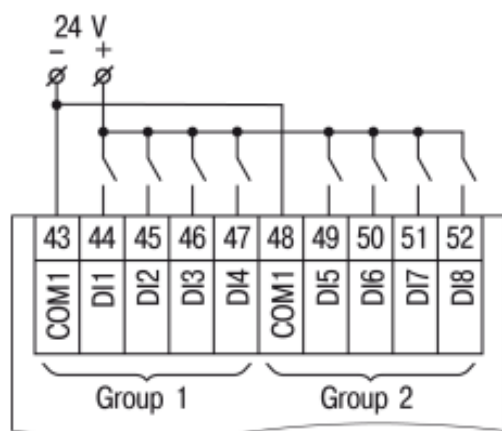 24 V
- +
43 44 45 46 47 48 49 50 51 52
COM1 DI1 DI2 DI3 DI4 COM1 DI5 DI6 DI7 DI8
Group 1 Group 2